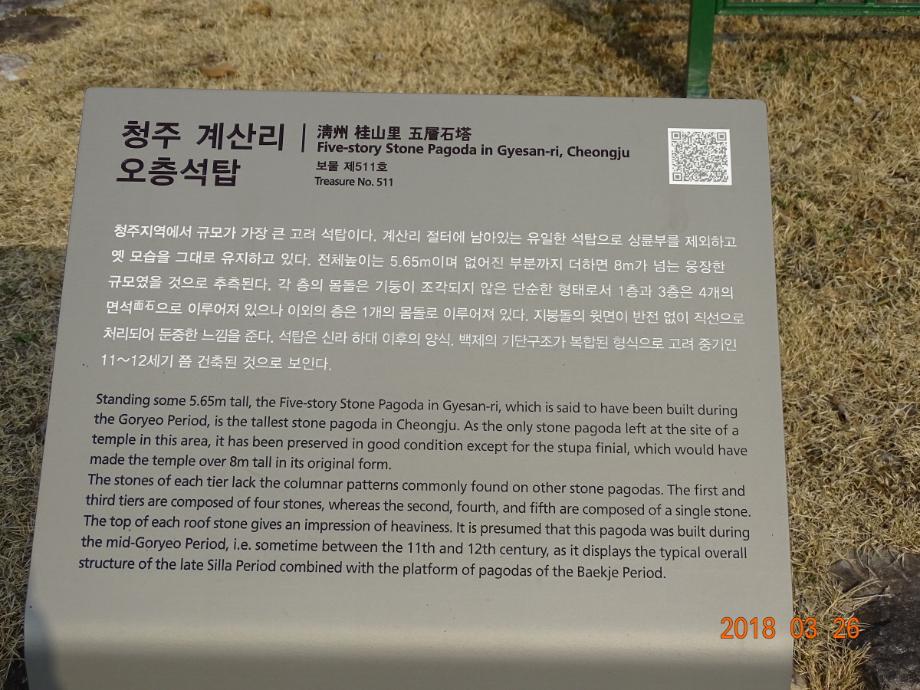 청주 계산리
오층석탑
淸州 桂山里 五層石塔
Five-story Stone Pagoda in Gyesan-ri, Cheongju
보물 제511호
Treasure No. 511
청주지역에서 규모가 가장 큰 고려 석탑이다. 계산리 절터에 남아있는 유일한 석탑으로 상륜부를 제외하고
옛 모습을 그대로 유지하고 있다. 전체높이는 5.65m이며 없어진 부분까지 더하면 8m가 넘는 웅장한
규모였을 것으로 추측된다. 각 층의 몸돌은 기둥이 조각되지 않은 단순한 형태로서 1층과 3층은 4개의
면석面石으로 이루어져 있으나 이외의 층은 1개의 몸돌로 이루어져 있다. 지붕돌의 윗면이 반전 없이 직선으로
처리되어 둔중한 느낌을 준다. 석탑은 신라 하대 이후의 양식, 백제의 기단구조가 복합된 형식으로 고려 중기인
11~12세기 쯤 건축된 것으로 보인다.
Standing some 5.65m tall, the Five-story Stone Pagoda in Gyesan-ri, which is said to have been built during
the Goryeo Period, is the tallest stone pagoda in Cheongju. As the only stone pagoda left at the site of a
temple in this area, it has been preserved in good condition except for the stupa finial, which would have
made the temple over 8m tall in its original form.
The stones of each tier lack the columnar patterns commonly found on other stone pagodas. The first and
third tiers are composed of four stones, whereas the second, fourth, and fifth are composed of a single stone.
The top of each roof stone gives an impression of heaviness. It is presumed that this pagoda was built during
the mid-Goryeo Period, i.e. sometime between the 11th and 12th century, as it displays the typical overall
structure of the late Silla Period combined with the platform of pagodas of the Baekje Period.
2018 03 26